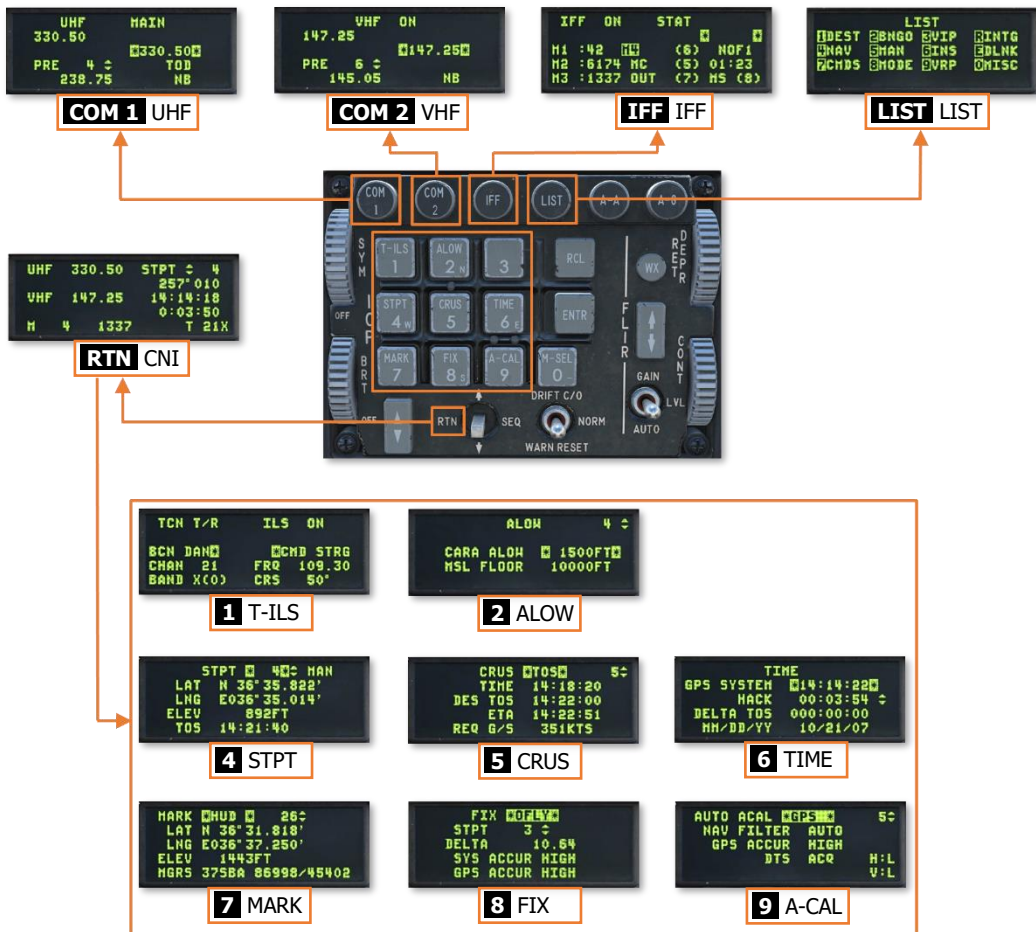 UHF MAIN
330.50
330.50
PRE 4 TOD
238.75 NB
COM 1 UHF
VHF ON
147.25
147.25
PRE 6
145.05 NB
COM 2 VHF
IFF ON STAT
M1 :42 M4 (6) NOF1
M2 :6174 MC (5) 01:23
M3 :1337 OUT (7) MS (8)
IFF IFF
LIST
1DEST 2BNGO 3VIP RINTG
4NAV 5MAN 6INS EDLNK
7CMDS 8MODE 9VRP 0MISC
LIST LIST
COM 1
COM 2
IFF
LIST
A-A
A-G
SYM
RET DEPR
T-ILS 1
ALOW 2 N
3
RCL
WX
OFF
ICP
STPT 4 W
CRUS 5
TIME 6 E
ENTR
FLIR
BRT
MARK 7
FIX 8 S
A-CAL 9
M-SEL 0 -
CONT
GAIN
LVL
AUTO
OFF
RTN
SEQ
DRIFT C/O
NORM
WARN RESET
UHF 330.50 STPT 4
257° 010
VHF 147.25 14:14:18
0:03:50
M 4 1337 T 21X
RTN CNI
TCN T/R ILS ON
BCN DAN CMD STRG
CHAN 21 FRQ 109.30
BAND X(0) CRS 50°
1 T-ILS
ALOW 4
CARA ALOW 1500FT
MSL FLOOR 10000FT
2 ALOW
STPT 4 MAN
LAT N 36°35.822'
LNG E036°35.014'
ELEV 892FT
TOS 14:21:40
4 STPT
CRUS TOS 5
TIME 14:18:20
DES TOS 14:22:00
ETA 14:22:51
REQ G/S 351KTS
5 CRUS
TIME
GPS SYSTEM 14:14:22
HACK 00:03:54
DELTA TOS 000:00:00
MM/DD/YY 10/21/07
6 TIME
MARK HUD 26
LAT N 36°31.818'
LNG E036°37.250'
ELEV 1443FT
MGRS 37SBA 86998/45402
7 MARK
FIX OFLY
STPT 3
DELTA 10.64
SYS ACCUR HIGH
GPS ACCUR HIGH
8 FIX
AUTO ACAL GPS 5
NAV FILTER AUTO
GPS ACCUR HIGH
DTS ACQ H:L
V:L
9 A-CAL